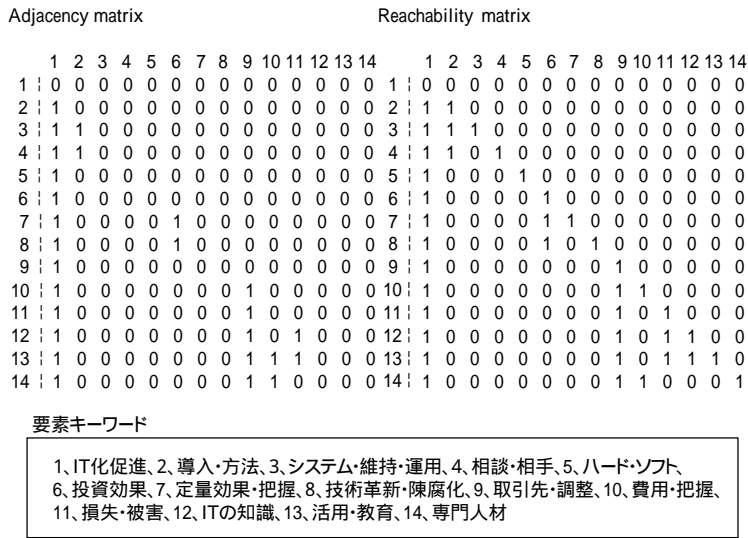 Adjacency matrix Reachability matrix
1 2 3 4 5 6 7 8 9 10 11 12 13 14 1 2 3 4 5 6 7 8 9 10 11 12 13 14
1 ¦ 0 0 0 0 0 0 0 0 0 0 0 0 0 0 1 ¦ 0 0 0 0 0 0 0 0 0 0 0 0 0 0
2 ¦ 1 0 0 0 0 0 0 0 0 0 0 0 0 0 2 ¦ 1 1 0 0 0 0 0 0 0 0 0 0 0 0
3 ¦ 1 1 0 0 0 0 0 0 0 0 0 0 0 0 3 ¦ 1 1 1 0 0 0 0 0 0 0 0 0 0 0
4 ¦ 1 1 0 0 0 0 0 0 0 0 0 0 0 0 4 ¦ 1 1 0 1 0 0 0 0 0 0 0 0 0 0
5 ¦ 1 0 0 0 0 0 0 0 0 0 0 0 0 0 5 ¦ 1 0 0 0 1 0 0 0 0 0 0 0 0 0
6 ¦ 1 0 0 0 0 0 0 0 0 0 0 0 0 0 6 ¦ 1 0 0 0 0 1 0 0 0 0 0 0 0 0
7 ¦ 1 0 0 0 0 1 0 0 0 0 0 0 0 0 7 ¦ 1 0 0 0 0 1 1 0 0 0 0 0 0 0
8 ¦ 1 0 0 0 0 1 0 0 0 0 0 0 0 0 8 ¦ 1 0 0 0 0 1 0 1 0 0 0 0 0 0
9 ¦ 1 0 0 0 0 0 0 0 0 0 0 0 0 0 9 ¦ 1 0 0 0 0 0 0 0 1 0 0 0 0 0
10 ¦ 1 0 0 0 0 0 0 0 1 0 0 0 0 0 10 ¦ 1 0 0 0 0 0 0 0 1 1 0 0 0 0
11 ¦ 1 0 0 0 0 0 0 0 1 0 0 0 0 0 11 ¦ 1 0 0 0 0 0 0 0 1 0 1 0 0 0
12 ¦ 1 0 0 0 0 0 0 0 1 0 1 0 0 0 12 ¦ 1 0 0 0 0 0 0 0 1 0 1 1 0 0
13 ¦ 1 0 0 0 0 0 0 0 1 1 1 0 0 0 13 ¦ 1 0 0 0 0 0 0 0 1 0 1 1 1 0
14 ¦ 1 0 0 0 0 0 0 0 1 1 0 0 0 0 14 ¦ 1 0 0 0 0 0 0 0 1 1 0 0 0 1
要素キーワード
1、IT化促進、2、導入・方法、3、システム・維持・運用、4、相談・相手、5、ハード・ソフト、
6、投資効果、7、定量効果・把握、8、技術革新・陳腐化、9、取引先・調整、10、費用・把握、
11、損失・被害、12、ITの知識、13、活用・教育、14、専門人材